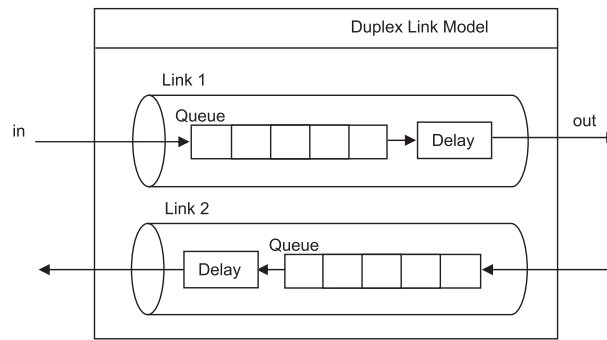 Duplex Link Model
Link 1
Queue
in
out
Delay
Link 2
Queue
Delay